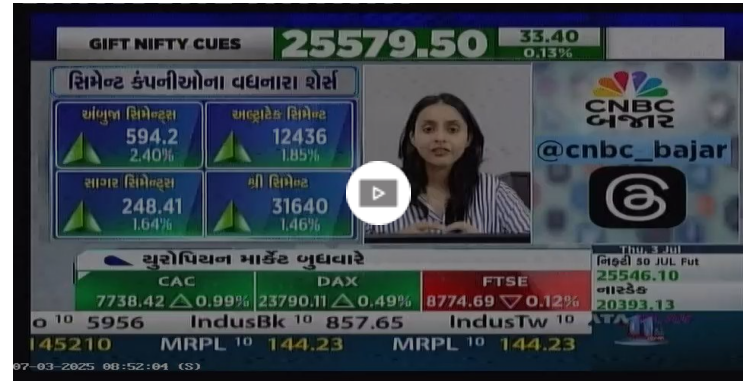 GIFT NIFTY CUES 25579.50 33.40
0.13%
સિમેન્ટ કંપનીઓના વધનારા શેર્સ
અંબુજા સિમેન્ટ્સ
594.2
2.40%
અલ્ટ્રાટેક સિમેન્ટ
12436
1.85%
સાગર સિમેન્ટ્સ
248.41
1.64%
શ્રી સિમેન્ટ
31640
1.46%
CNBC
બજાર
@cnbc_bajar
યુરોપિયન માર્કેટ બુધવારે
CAC
7738.42 △ 0.99%
DAX
23790.11 △ 0.49%
FTSE
8774.69 ▽ 0.12%
Thu 3 Jul
નિફ્ટી 50 JUL Fut
25546.10
નાસ્ડેક
20393.13
o 10 5956 IndusBk 10 857.65 IndusTw 10
145210 MRPL 10 144.23 MRPL 10 144.23
07-03-2025 08:52:04 (S)